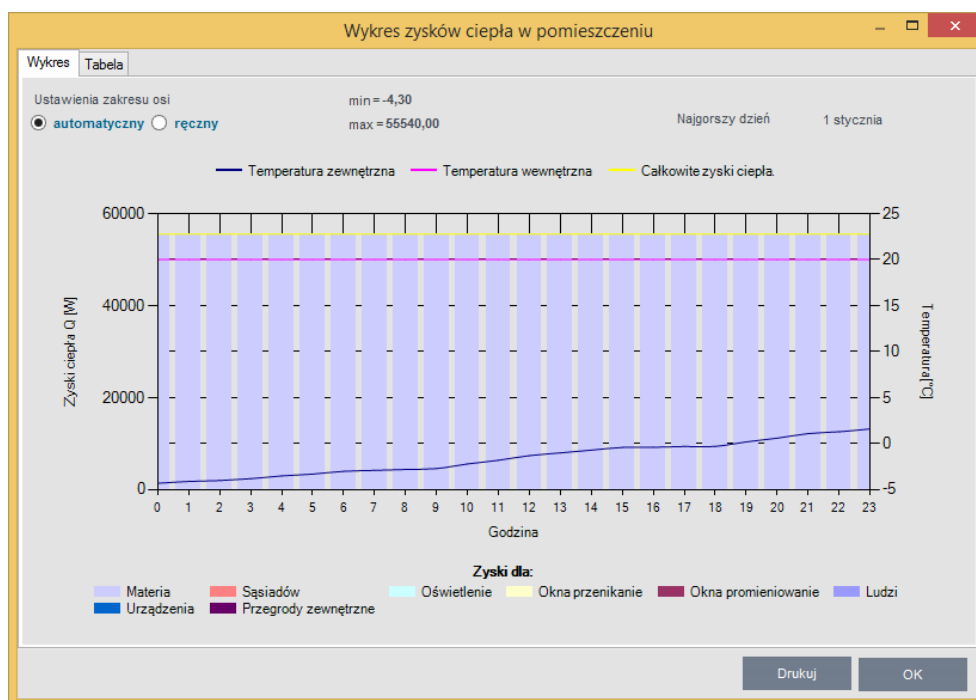 Wykres zysków ciepła w pomieszczeniu
Wykres Tabela
Ustawienia zakresu osi
automatyczny ręczny
min = -4,30
max = 55540,00
Najgorszy dzień 1 stycznia
Temperatura zewnętrzna Temperatura wewnętrzna Całkowite zyski ciepła.
60000
40000
20000
0
Zyski ciepła Q [W]
25
20
15
10
5
0
-5
Temperatura[°C]
0 1 2 3 4 5 6 7 8 9 10 11 12 13 14 15 16 17 18 19 20 21 22 23
Godzina
Zyski dla:
Materia Sąsiadów Oświetlenie Okna przenikanie Okna promieniowanie Ludzi
Urządzenia Przegrody zewnętrzne
Drukuj OK